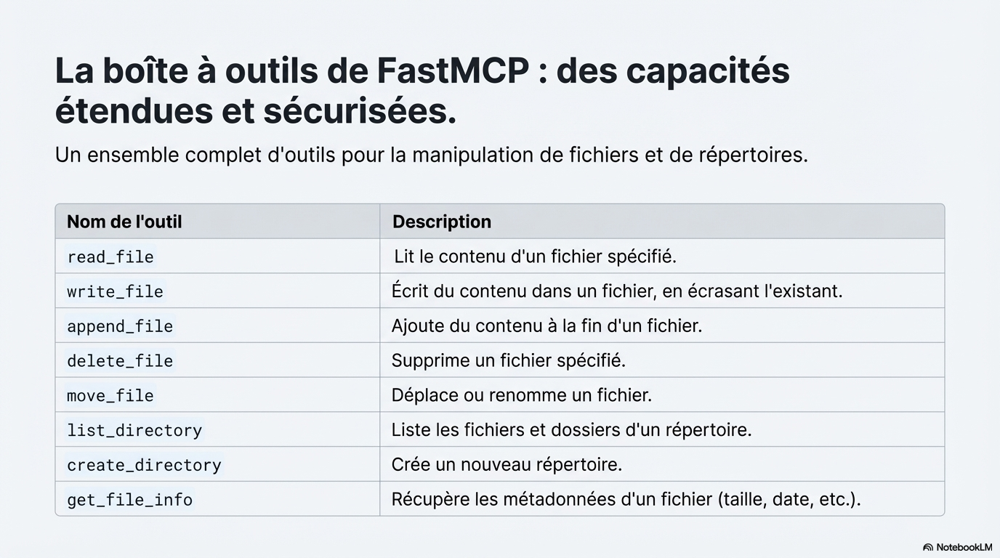 La boîte à outils de FastMCP : des capacités
étendues et sécurisées.
Un ensemble complet d'outils pour la manipulation de fichiers et de répertoires.
Nom de l'outil Description
read_file Lit le contenu d'un fichier spécifié.
write_file Écrit du contenu dans un fichier, en écrasant l'existant.
append_file Ajoute du contenu à la fin d'un fichier.
delete_file Supprime un fichier spécifié.
move_file Déplace ou renomme un fichier.
list_directory Liste les fichiers et dossiers d'un répertoire.
create_directory Crée un nouveau répertoire.
get_file_info Récupère les métadonnées d'un fichier (taille, date, etc.).
NotebookLM